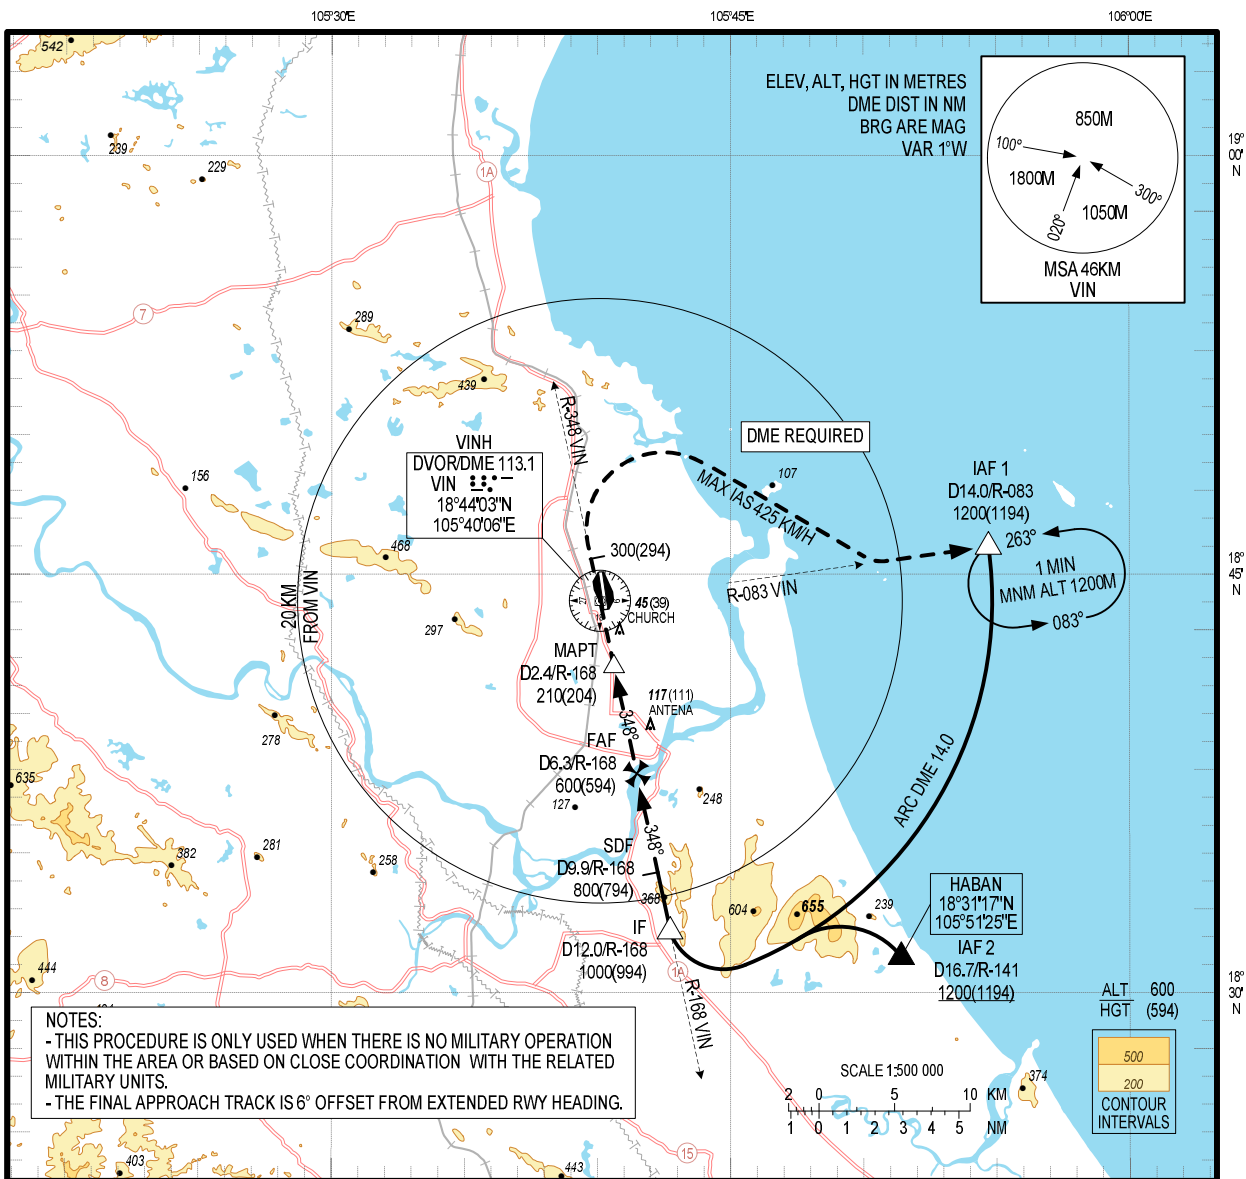 105°30'E
105°45'E
106°00'E
542
ELEV, ALT, HGT IN METRES
DME DIST IN NM
BRG ARE MAG
VAR 1°W
850M
100°
1800M
300°
020°
1050M
MSA 46KM
VIN
19°
00'
N
239
229
1A
7
289
439
R-348 VIN
VINH
DVOR/DME 113.1
VIN
18°44'03"N
105°40'06"E
DME REQUIRED
107
MAX IAS 425 KM/H
IAF 1
D14.0/R-083
1200(1194)
263°
1 MIN
MNM ALT 1200M
083°
156
468
300(294)
R-083 VIN
18°
45'
N
20 KM
FROM VIN
297
27
18
9
45(39)
CHURCH
MAPT
D2.4/R-168
210(204)
117(111)
ANTENA
348°
278
FAF
D6.3/R-168
600(594)
635
127
248
ARC DME 14.0
348°
SDF
D9.9/R-168
800(794)
281
382
258
368
604
655
239
HABAN
18°31'17"N
105°51'25"E
IF
D12.0/R-168
1000(994)
IAF 2
D16.7/R-141
1200(1194)
444
8
1A
R-168 VIN
18°
30'
N
ALT 600
HGT (594)
NOTES:
- THIS PROCEDURE IS ONLY USED WHEN THERE IS NO MILITARY OPERATION
WITHIN THE AREA OR BASED ON CLOSE COORDINATION WITH THE RELATED
MILITARY UNITS.
- THE FINAL APPROACH TRACK IS 6° OFFSET FROM EXTENDED RWY HEADING.
SCALE 1:500 000
2 0 5 10 KM
1 0 1 2 3 4 5 NM
374
500
200
CONTOUR
INTERVALS
403
443
15